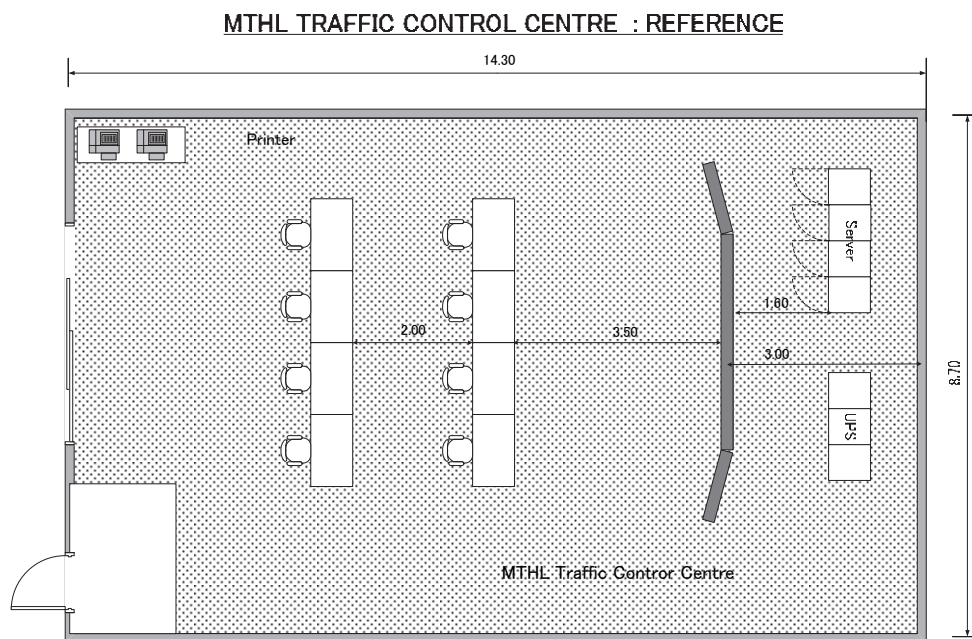 MTHL TRAFFIC CONTROL CENTRE : REFERENCE
14.30
Printer
Server
1.60
2.00
3.50
3.00
8.70
UPS
MTHL Traffic Contror Centre